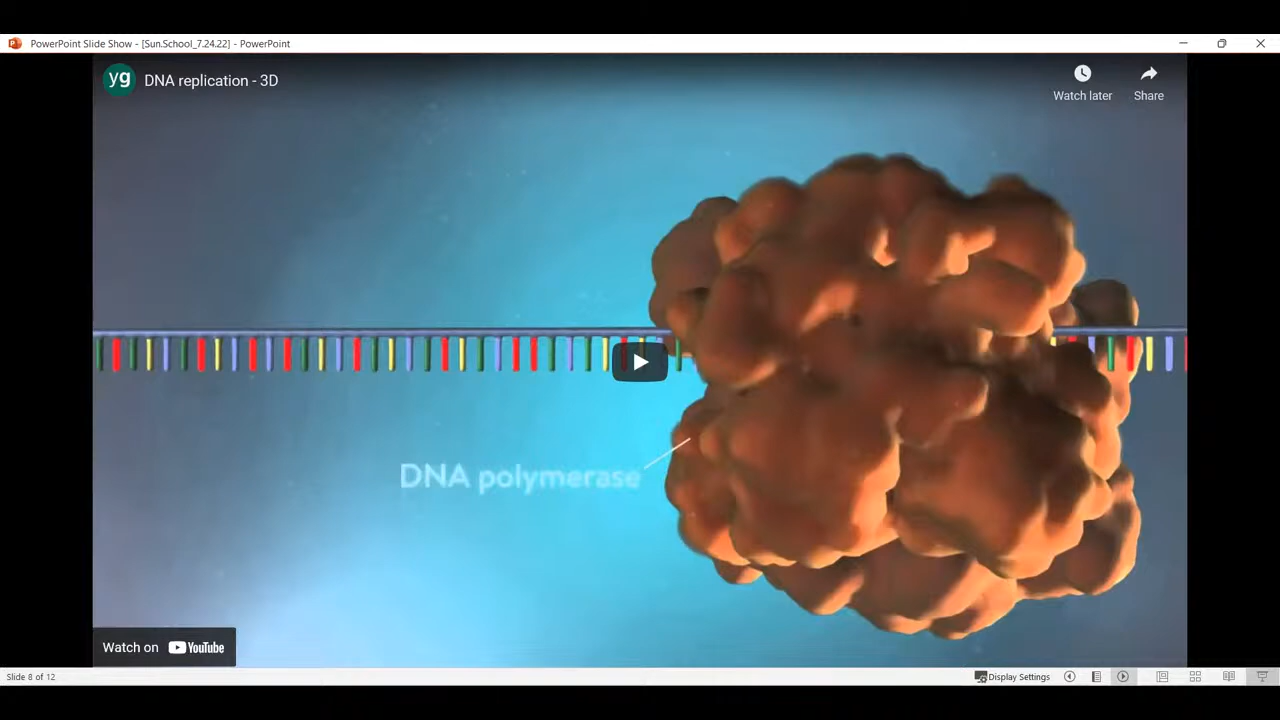 PowerPoint Slide Show - [Sun.School_7.24.22] - PowerPoint
yg
DNA replication - 3D
Watch later
Share
DNA polymerase
Watch on YouTube
Slide 8 of 12
Display Settings